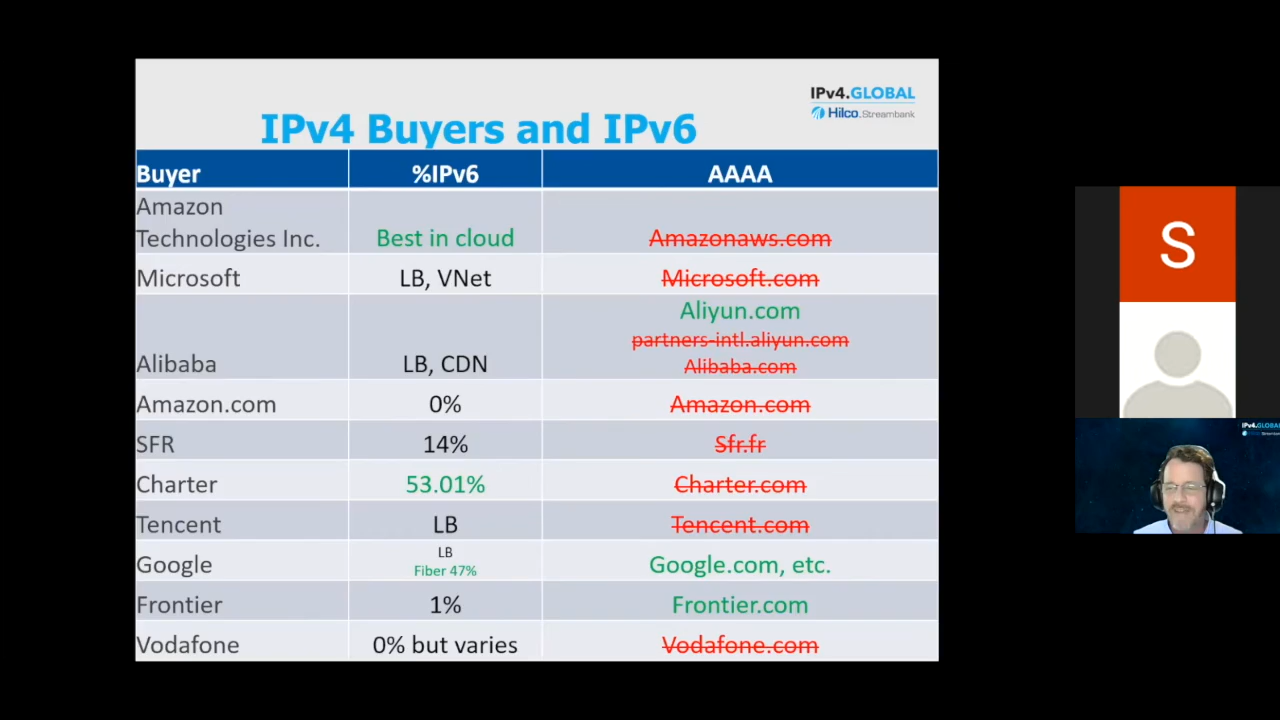 IPv4.GLOBAL
Hilco.Streambank
IPv4 Buyers and IPv6
Buyer %IPv6 AAAA
Amazon
Technologies Inc. Best in cloud Amazonaws.com
Microsoft LB, VNet Microsoft.com
Aliyun.com
partners-intl.aliyun.com
Alibaba LB, CDN Alibaba.com
Amazon.com 0% Amazon.com
SFR 14% Sfr.fr
Charter 53.01% Charter.com
Tencent LB Tencent.com
Google LB Google.com, etc.
Fiber 47%
Frontier 1% Frontier.com
Vodafone 0% but varies Vodafone.com
S
IPv4.GLOBAL